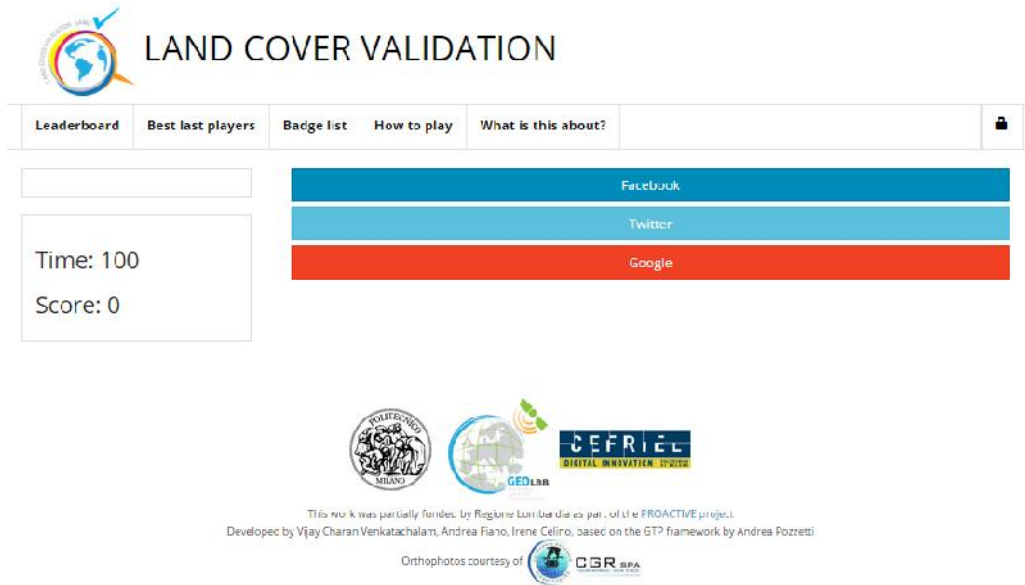 LAND COVER VALIDATION
Leaderboard Best last players Badge list How to play What is this about?
Facebook
Twitter
Google
Time: 100
Score: 0
POLITECNICO
MILANO
GEOLAB
CEFRIEL
DIGITAL INNOVATION
This work was partially funded by Regione Lombardia as part of the PROACTIVE project
Developed by Vijay Charan Venkatachalam, Andrea Fiano, Irene Celino, based on the GTP framework by Andrea Pozzetti
Orthophotos courtesy of
CGR SPA